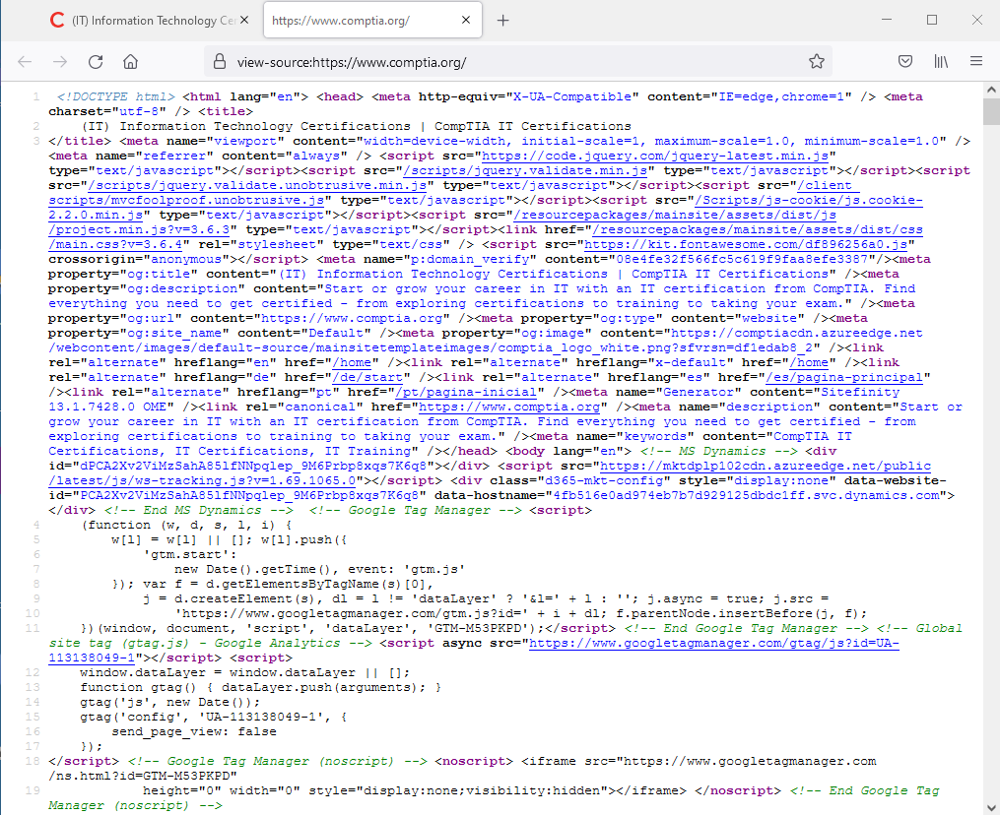 (IT) Information Technology Ce
https://www.comptia.org/
view-source:https://www.comptia.org/
1 <!DOCTYPE html> <html lang="en"> <head> <meta http-equiv="X-UA-Compatible" content="IE=edge,chrome=1" /> <meta
charset="utf-8" /> <title>
2 (IT) Information Technology Certifications | CompTIA IT Certifications
3 </title> <meta name="viewport" content="width=device-width, initial-scale=1, maximum-scale=1.0, minimum-scale=1.0" />
<meta name="referrer" content="always" /> <script src="https://code.jquery.com/jquery-latest.min.js"
type="text/javascript"></script><script src="/scripts/jquery.validate.min.js" type="text/javascript"></script><script
src="/scripts/jquery.validate.unobtrusive.min.js" type="text/javascript"></script><script src="/client_
scripts/mvcfoolproof.unobtrusive.js" type="text/javascript"></script><script src="/Scripts/js-cookie/js.cookie-
2.2.0.min.js" type="text/javascript"></script><script src="/resourcepackages/mainsite/assets/dist/js
/project.min.js?v=3.6.3" type="text/javascript"></script><link href="/resourcepackages/mainsite/assets/dist/css
/main.css?v=3.6.4" rel="stylesheet" type="text/css" /> <script src="https://kit.fontawesome.com/df896256a0.js"
crossorigin="anonymous"></script> <meta name="p:domain_verify" content="08e4fe32f566fc5c619f9faa8efe3387"/><meta
property="og:title" content="(IT) Information Technology Certifications | CompTIA IT Certifications" /><meta
property="og:description" content="Start or grow your career in IT with an IT certification from CompTIA. Find
everything you need to get certified - from exploring certifications to training to taking your exam." /><meta
property="og:url" content="https://www.comptia.org" /><meta property="og:type" content="website" /><meta
property="og:site_name" content="Default" /><meta property="og:image" content="https://comptiacdn.azureedge.net
/webcontent/images/default-source/mainsitetemplateimages/comptia_logo_white.png?sfvrsn=df1edab8_2" /><link
rel="alternate" hreflang="en" href="/home" /><link rel="alternate" hreflang="x-default" href="/home" /><link
rel="alternate" hreflang="de" href="/de/start" /><link rel="alternate" hreflang="es" href="/es/pagina-principal"
/><link rel="alternate" hreflang="pt" href="/pt/pagina-inicial" /><meta name="Generator" content="Sitefinity
13.1.7428.0 OME" /><link rel="canonical" href="https://www.comptia.org" /><meta name="description" content="Start or
grow your career in IT with an IT certification from CompTIA. Find everything you need to get certified - from
exploring certifications to training to taking your exam." /><meta name="keywords" content="CompTIA IT
Certifications, IT Certifications, IT Training" /></head> <body lang="en"> <!-- MS Dynamics --> <div
id="dPCA2Xv2ViMzSahA85lfNNpqlep_9M6Prbp8xqs7K6q8"></div> <script src="https://mktdplp102cdn.azureedge.net/public
/latest/js/ws-tracking.js?v=1.69.1065.0"></script> <div class="d365-mkt-config" style="display:none" data-website-
id="PCA2Xv2ViMzSahA85lfNNpqlep_9M6Prbp8xqs7K6q8" data-hostname="4fb516e0ad974eb7b7d929125dbdc1ff.svc.dynamics.com">
</div> <!-- End MS Dynamics --> <!-- Google Tag Manager --> <script>
4 (function (w, d, s, l, i) {
5 w[l] = w[l] || []; w[l].push({
6 'gtm.start':
7 new Date().getTime(), event: 'gtm.js'
8 }); var f = d.getElementsByTagName(s)[0],
9 j = d.createElement(s), dl = l != 'dataLayer' ? '&l=' + l : ''; j.async = true; j.src =
10 'https://www.googletagmanager.com/gtm.js?id=' + i + dl; f.parentNode.insertBefore(j, f);
11 })(window, document, 'script', 'dataLayer', 'GTM-M53PKPD');</script> <!-- End Google Tag Manager --> <!-- Global
site tag (gtag.js) - Google Analytics --> <script async src="https://www.googletagmanager.com/gtag/js?id=UA-
113138049-1"></script> <script>
12 window.dataLayer = window.dataLayer || [];
13 function gtag() { dataLayer.push(arguments); }
14 gtag('js', new Date());
15 gtag('config', 'UA-113138049-1', {
16 send_page_view: false
17 });
18 </script> <!-- Google Tag Manager (noscript) --> <noscript> <iframe src="https://www.googletagmanager.com
/ns.html?id=GTM-M53PKPD"
19 height="0" width="0" style="display:none;visibility:hidden"></iframe> </noscript> <!-- End Google Tag
Manager (noscript) -->